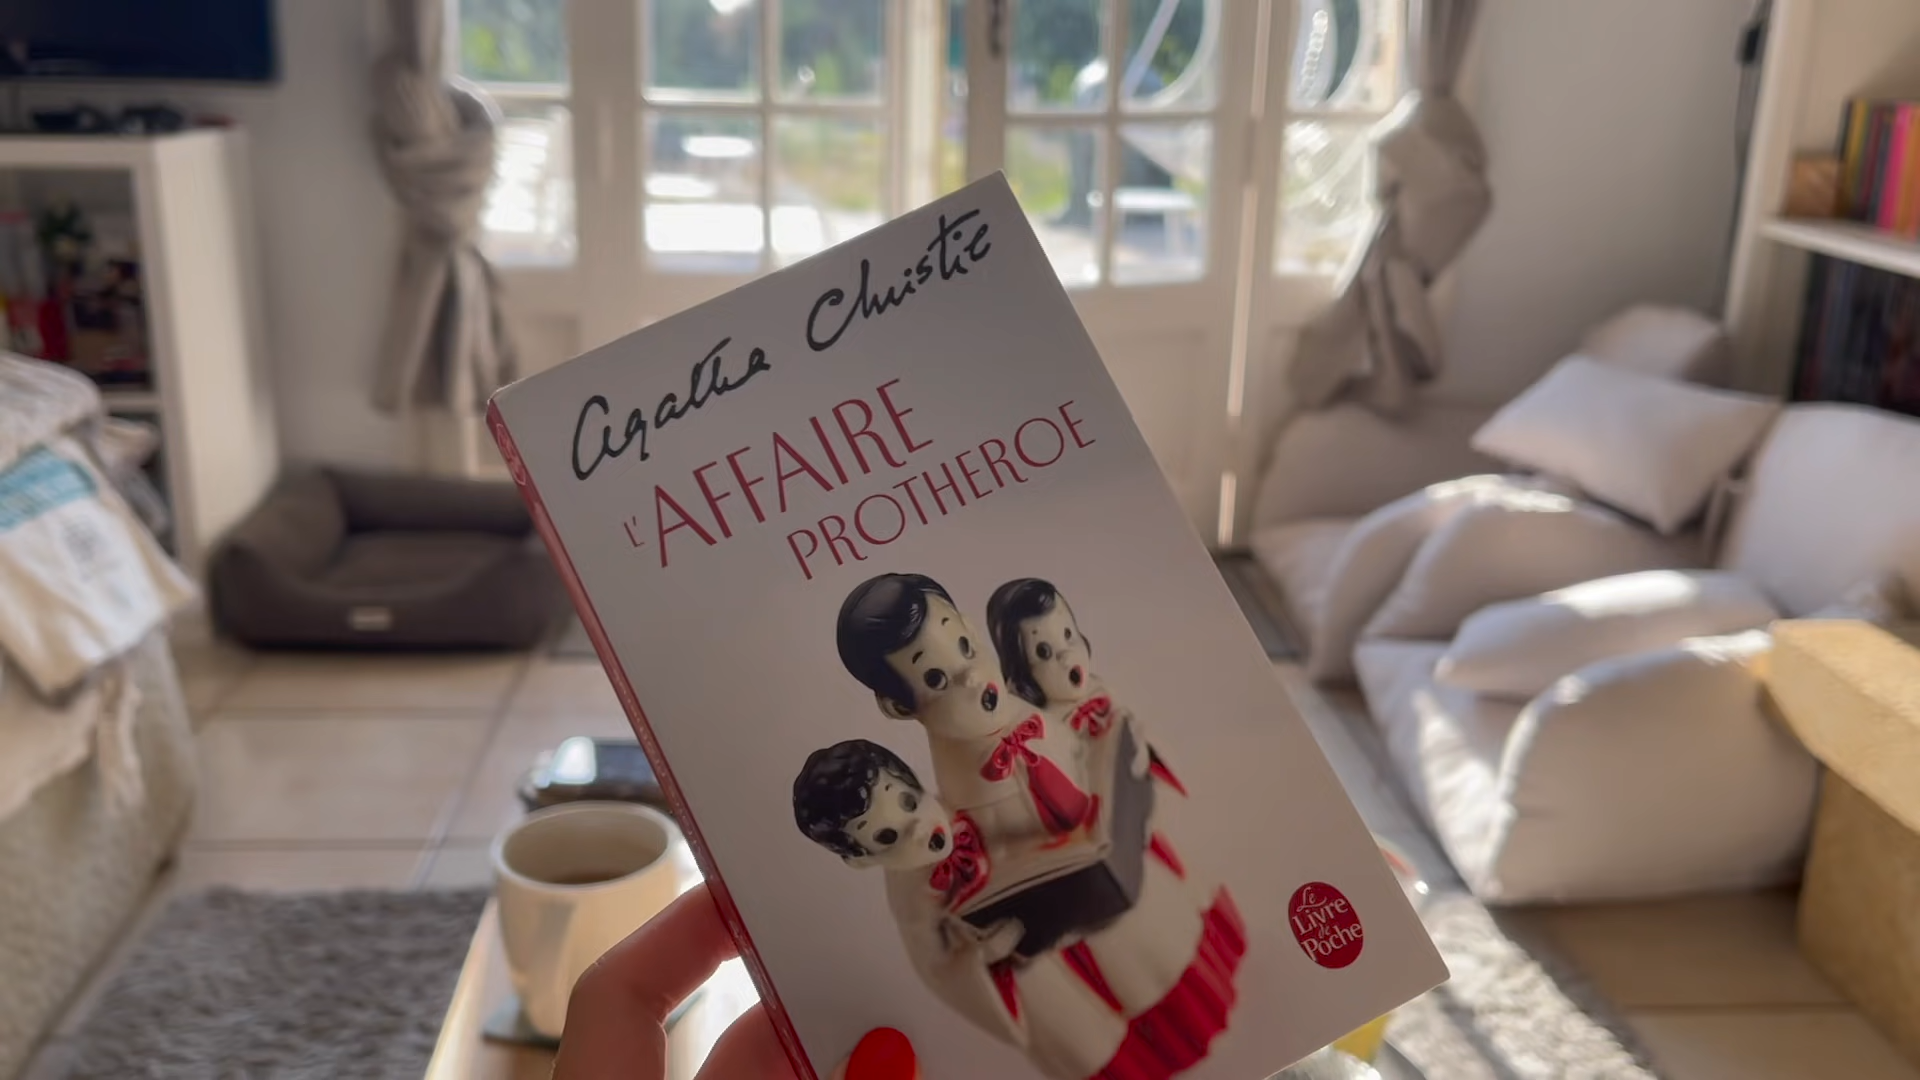 Agatha Christie
L'AFFAIRE
PROTHEROE
Le
Livre
de
Poche